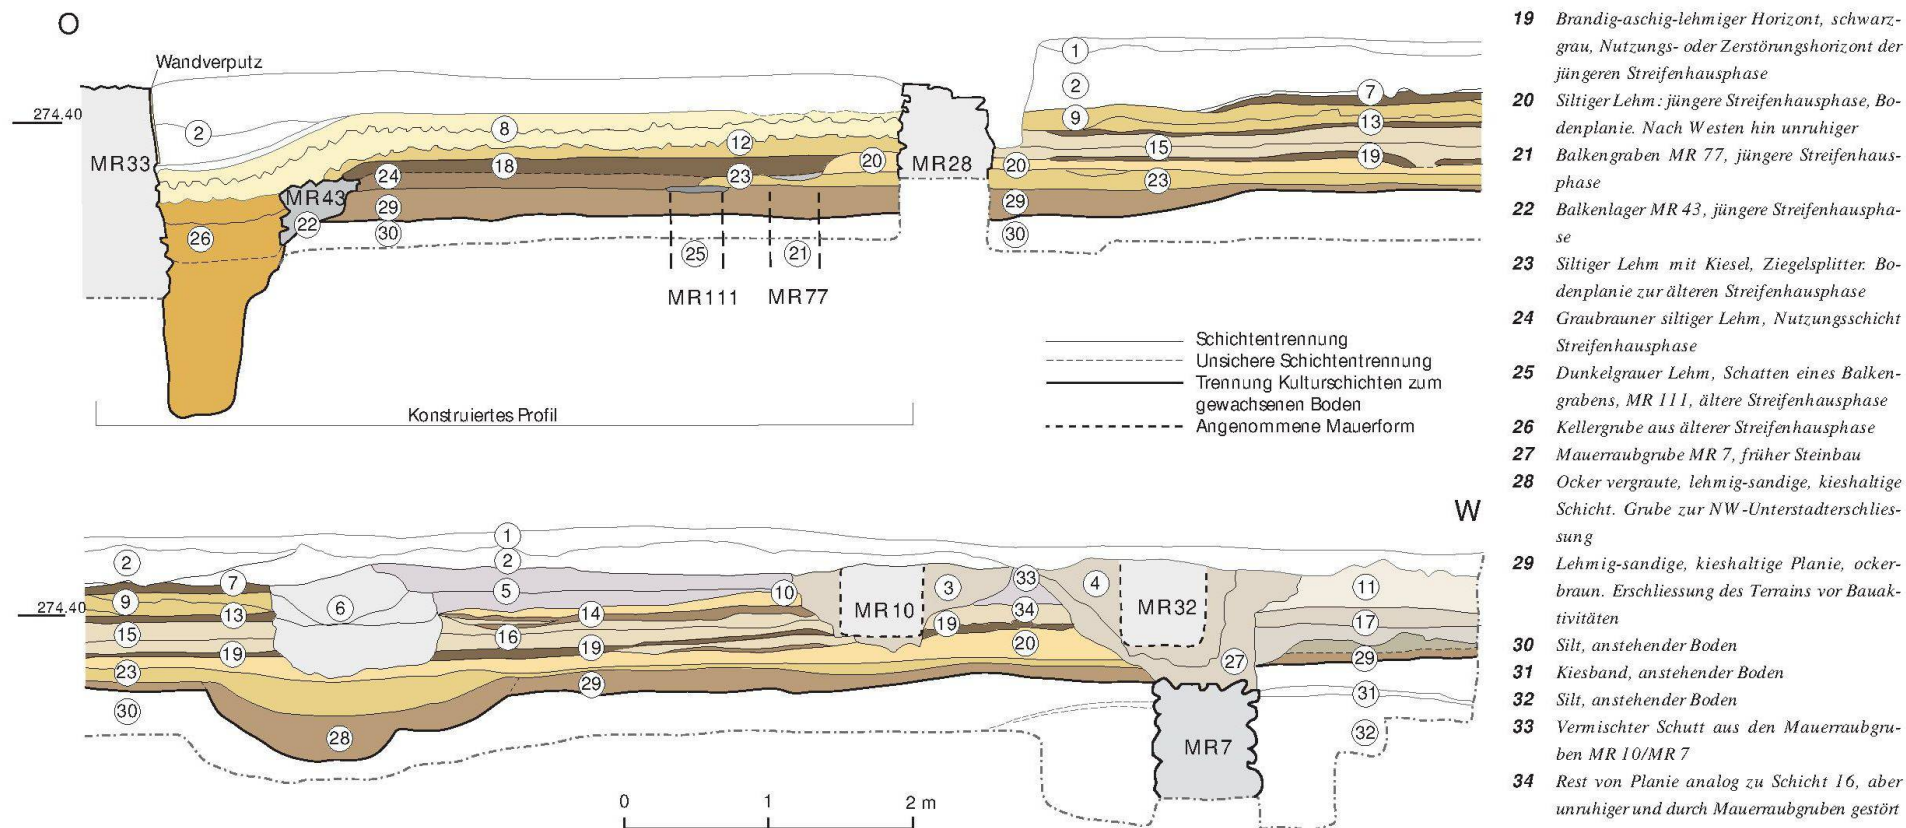 O
Wandverputz
1
2
7
9
13
274.40
2
8
12
MR33
MR28
15
20
20
19
24
18
23
23
MR43
29
22
29
26
30
30
25
21
MR111
MR77
Schichtentrennung
Unsichere Schichtentrennung
Trennung Kulturschichten zum
gewachsenen Boden
Angenommene Mauerform
Konstruiertes Profil
W
1
2
2
7
5
10
3
33
4
11
9
6
274.40
13
14
MR10
34
MR32
15
16
19
17
19
19
20
23
29
27
29
30
31
28
MR7
32
0 1 2 m
19 Brandig-aschig-lehmiger Horizont, schwarz-
grau, Nutzungs- oder Zerstörungshorizont der
jüngeren Streifenhausphase
20 Siltiger Lehm: jüngere Streifenhausphase, Bo-
denplanie. Nach Westen hin unruhiger
21 Balkengraben MR 77, jüngere Streifenhaus-
phase
22 Balkenlager MR 43, jüngere Streifenhauspha-
se
23 Siltiger Lehm mit Kiesel, Ziegelsplitter. Bo-
denplanie zur älteren Streifenhausphase
24 Graubrauner siltiger Lehm, Nutzungsschicht
Streifenhausphase
25 Dunkelgrauer Lehm, Schatten eines Balken-
grabens, MR 111, ältere Streifenhausphase
26 Kellergrube aus älterer Streifenhausphase
27 Mauerraubgrube MR 7, früher Steinbau
28 Ocker vergraute, lehmig-sandige, kieshaltige
Schicht. Grube zur NW-Unterstadterschlies-
sung
29 Lehmig-sandige, kieshaltige Planie, ocker-
braun. Erschliessung des Terrains vor Bauak-
tivitäten
30 Silt, anstehender Boden
31 Kiesband, anstehender Boden
32 Silt, anstehender Boden
33 Vermischter Schutt aus den Mauerraubgru-
ben MR 10/MR 7
34 Rest von Planie analog zu Schicht 16, aber
unruhiger und durch Mauerraubgruben gestört